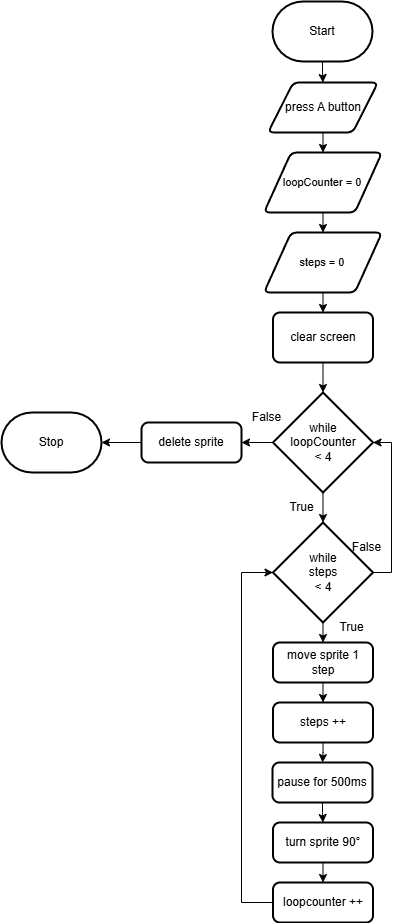 Start
press A button
loopCounter = 0
steps = 0
clear screen
while
loopCounter
< 4
False
delete sprite
Stop
True
while
steps
< 4
False
True
move sprite 1
step
steps ++
pause for 500ms
turn sprite 90°
loopcounter ++